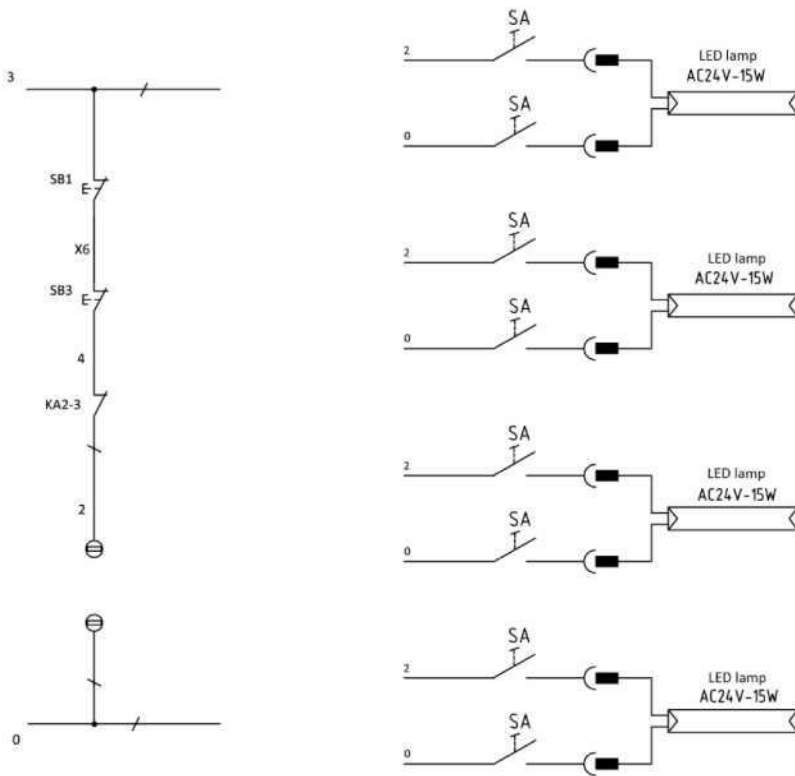 3
SB1
E
X6
SB3
E
4
KA2-3
2
0
2
SA
0
SA
LED lamp
AC24V-15W
2
SA
0
SA
LED lamp
AC24V-15W
2
SA
0
SA
LED lamp
AC24V-15W
2
SA
0
SA
LED lamp
AC24V-15W